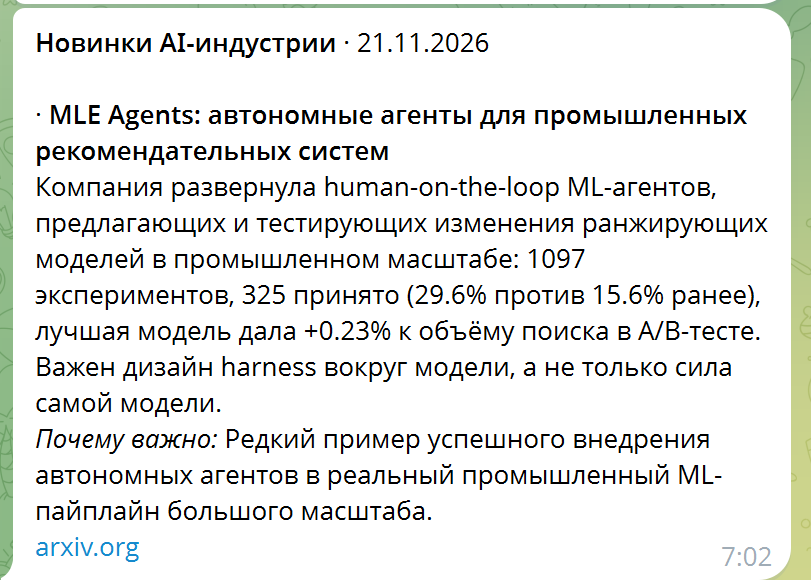 Новинки AI-индустрии · 21.11.2026
· MLE Agents: автономные агенты для промышленных
рекомендательных систем
Компания развернула human-on-the-loop ML-агентов,
предлагающих и тестирующих изменения ранжирующих
моделей в промышленном масштабе: 1097
экспериментов, 325 принято (29.6% против 15.6% ранее),
лучшая модель дала +0.23% к объёму поиска в A/B-тесте.
Важен дизайн harness вокруг модели, а не только сила
самой модели.
Почему важно: Редкий пример успешного внедрения
автономных агентов в реальный промышленный ML-
пайплайн большого масштаба.
arxiv.org
7:02